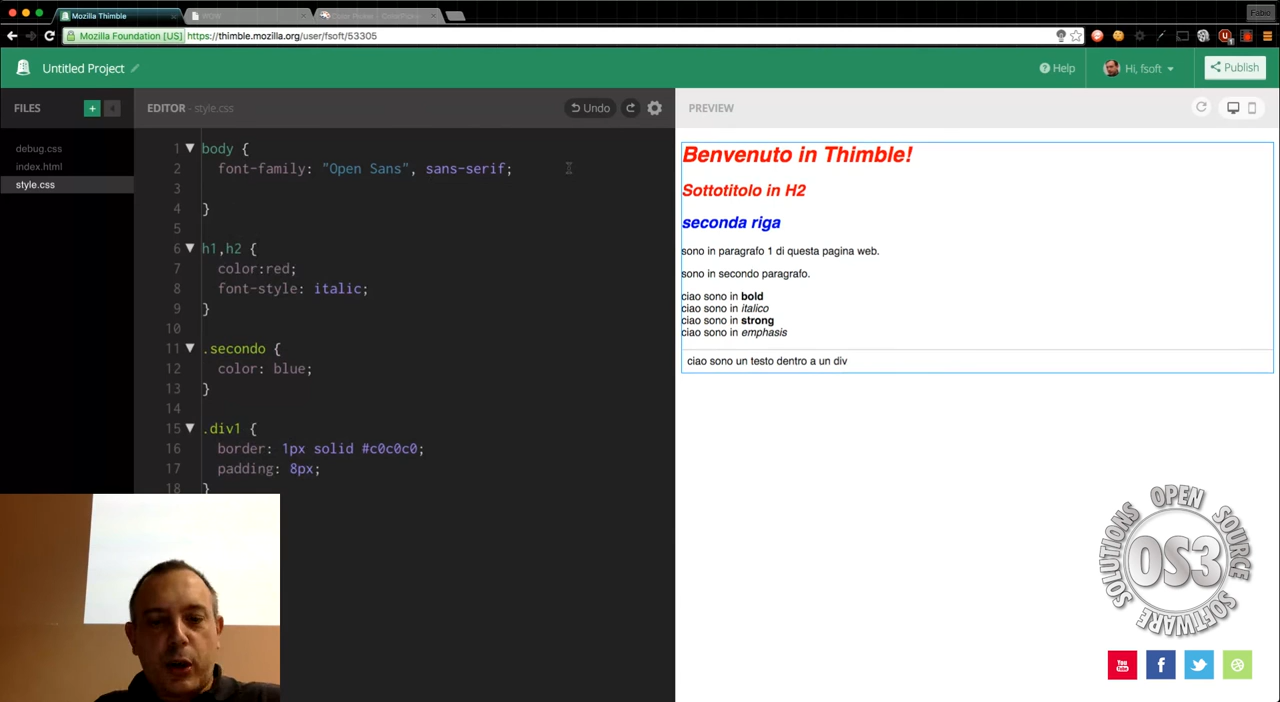 Mozilla Thimble
Fabio
Mozilla Foundation [US] https://thimble.mozilla.org/user/fsoft/53305
Untitled Project
Help
Hi, fsoft
Publish
FILES
EDITOR - style.css
Undo
PREVIEW
debug.css
index.html
style.css
1 body {
2 font-family: "Open Sans", sans-serif;
3
4 }
5
6 h1,h2 {
7 color:red;
8 font-style: italic;
9 }
10
11 .secondo {
12 color: blue;
13 }
14
15 .div1 {
16 border: 1px solid #c0c0c0;
17 padding: 8px;
18 }
Benvenuto in Thimble!
Sottotitolo in H2
seconda riga
sono in paragrafo 1 di questa pagina web.
sono in secondo paragrafo.
ciao sono in bold
ciao sono in italico
ciao sono in strong
ciao sono in emphasis
ciao sono un testo dentro a un div
OPEN SOURCE SOFTWARE SOLUTIONS
OS3
You Tube